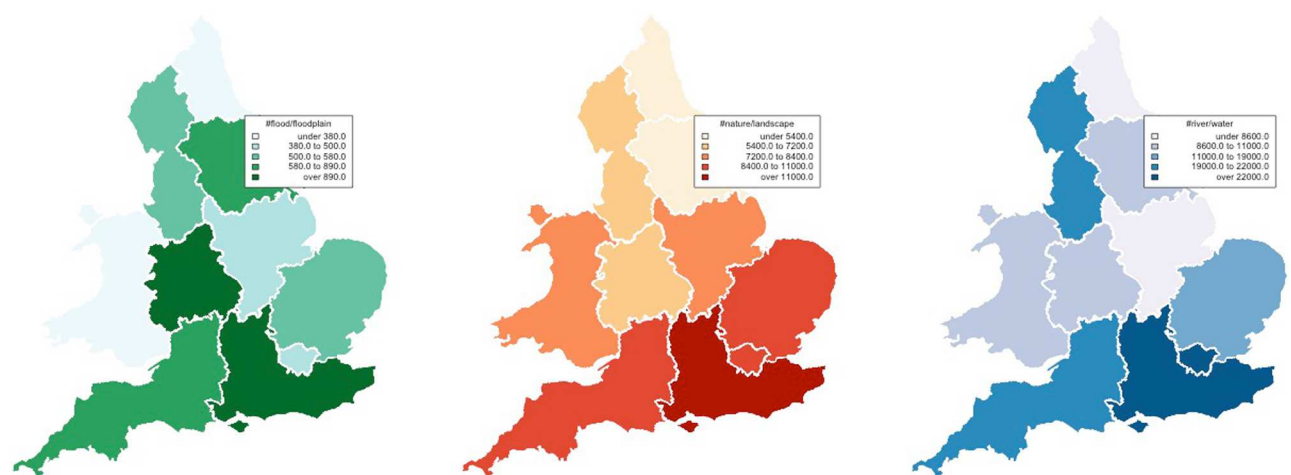 #flood/floodplain
under 380.0
380.0 to 500.0
500.0 to 580.0
580.0 to 890.0
over 890.0
#nature/landscape
under 5400.0
5400.0 to 7200.0
7200.0 to 8400.0
8400.0 to 11000.0
over 11000.0
#river/water
under 8600.0
8600.0 to 11000.0
11000.0 to 19000.0
19000.0 to 22000.0
over 22000.0